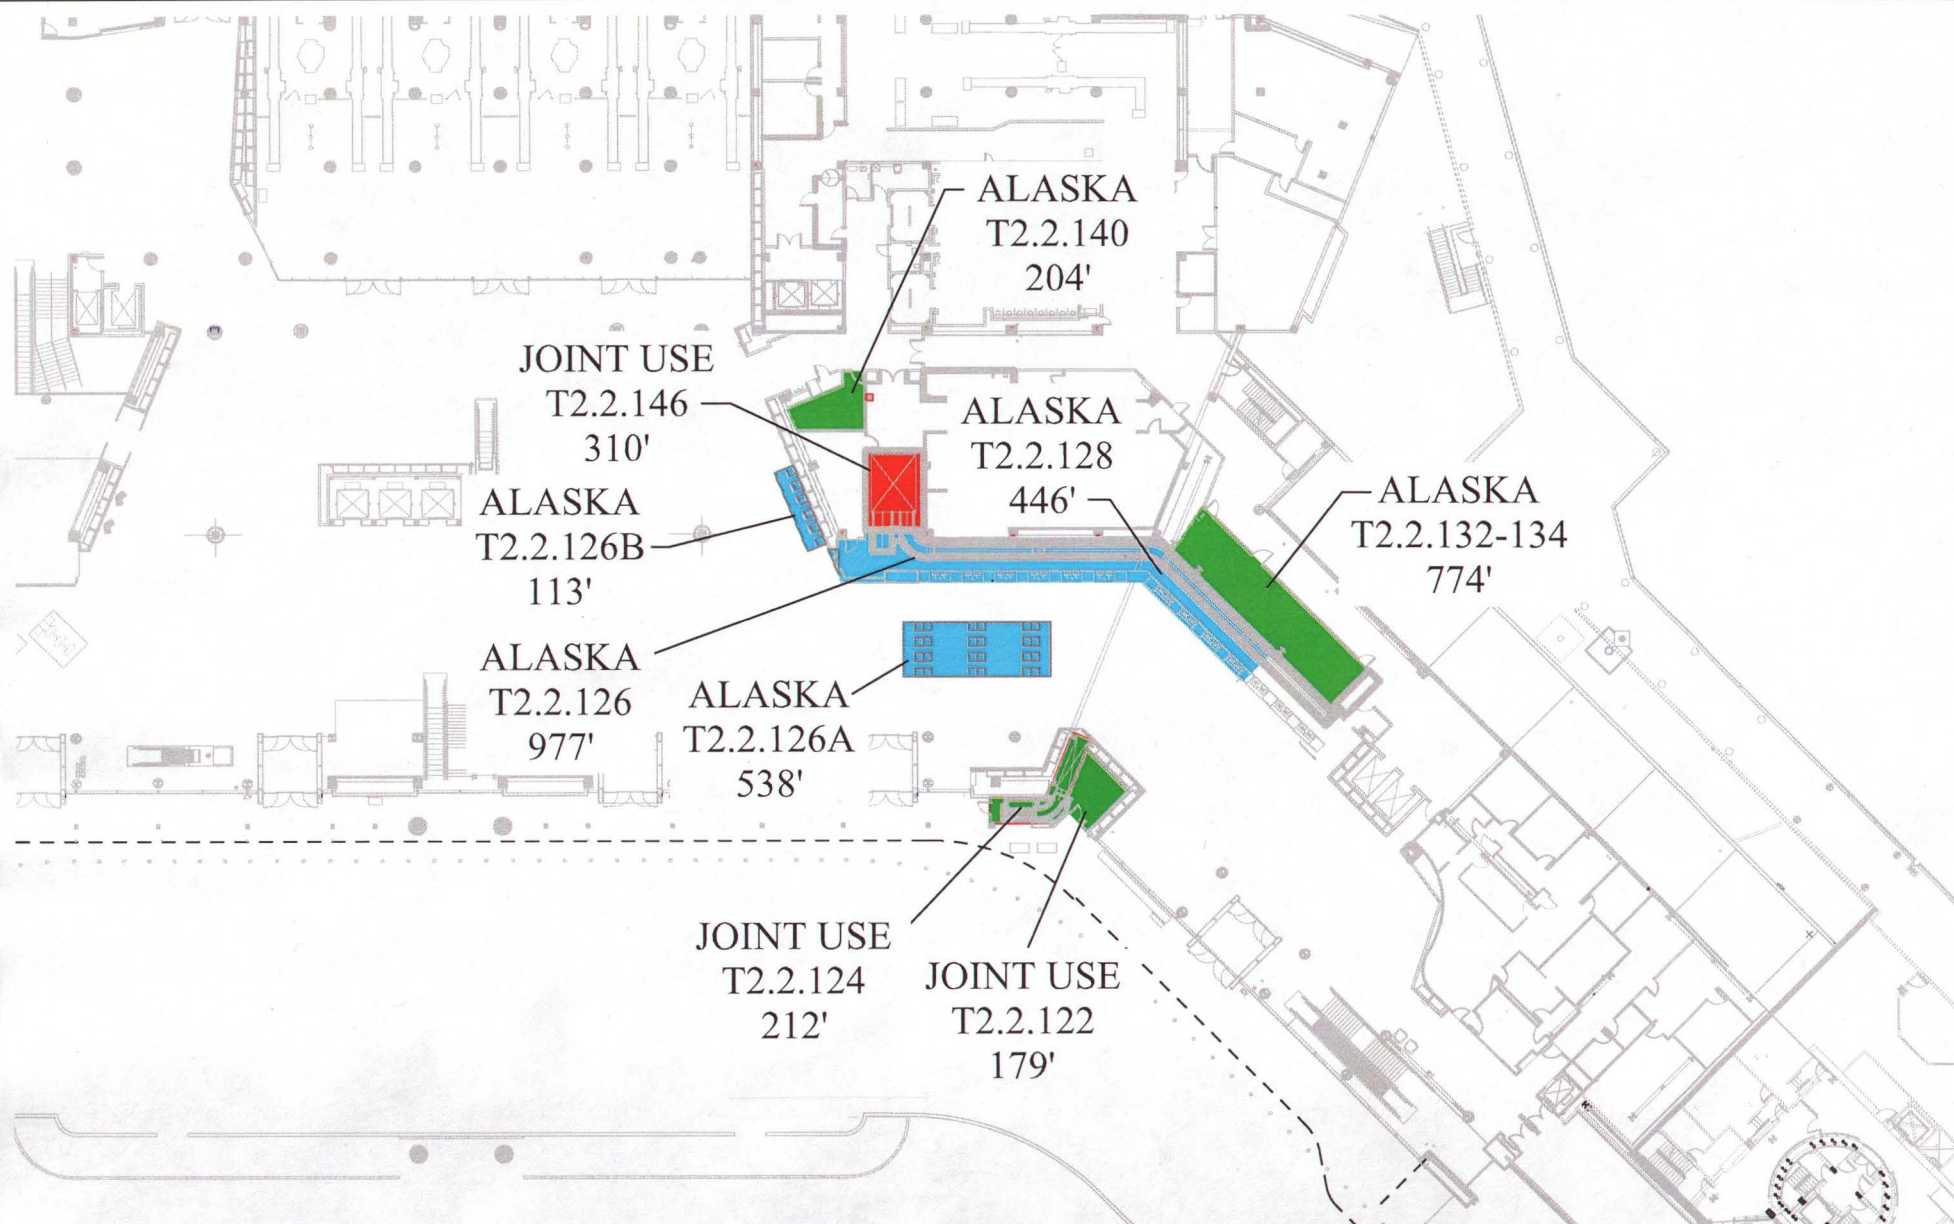 ALASKA
T2.2.140
204'
JOINT USE
T2.2.146
310'
ALASKA
T2.2.128
446'
ALASKA
T2.2.132-134
774'
ALASKA
T2.2.126B
113'
ALASKA
T2.2.126
977'
ALASKA
T2.2.126A
538'
JOINT USE
T2.2.124
212'
JOINT USE
T2.2.122
179'